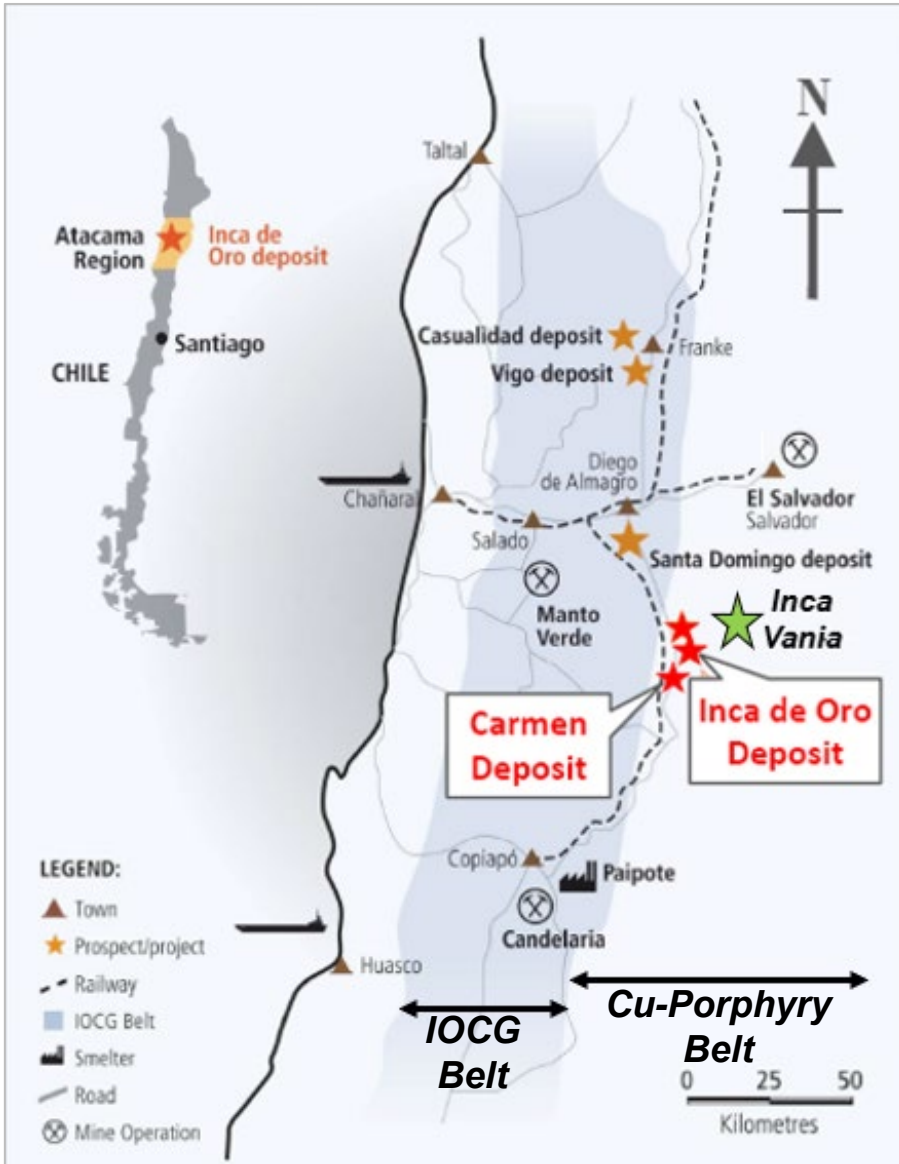 N
Taltal
Atacama
Region
Inca de
Oro deposit
Santiago
CHILE
Casualidad deposit
Franke
Vigo deposit
Diego
de Almagro
Chañaral
El Salvador
Salvador
Salado
Santa Domingo deposit
Manto
Verde
Inca
Vania
Carmen
Deposit
Inca de Oro
Deposit
Copiapó
Paipote
Candelaria
Huasco
LEGEND:
Town
Prospect/project
Railway
IOCG Belt
Smelter
Road
Mine Operation
IOCG
Belt
Cu-Porphyry
Belt
0 25 50
Kilometres